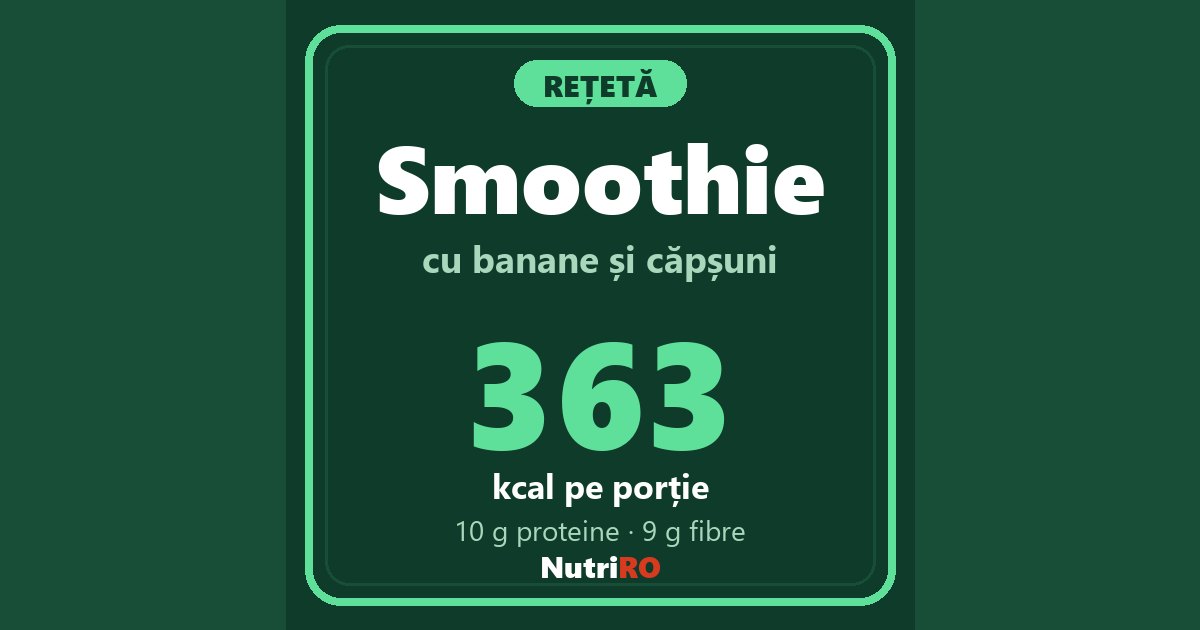 REȚETĂ
Smoothie
cu banane și căpșuni
363
kcal pe porție
10 g proteine · 9 g fibre
NutriRO